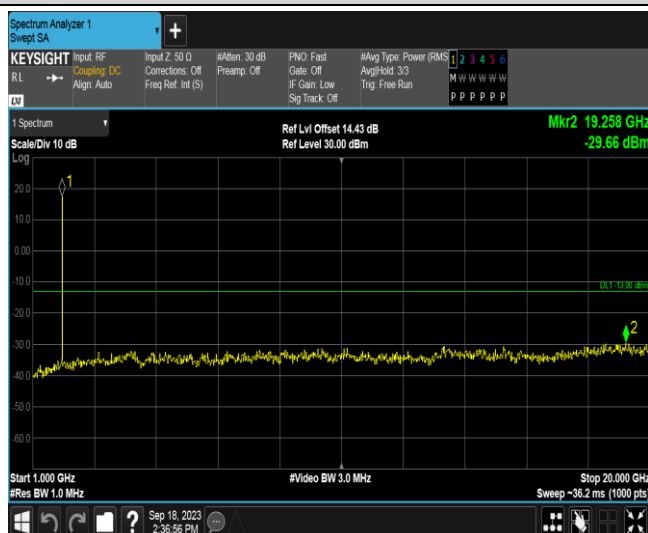 Spectrum Analyzer 1
Swept SA
+
KEYSIGHT
RL
LXI
Input: RF
Coupling: DC
Align: Auto
Input Z: 50 Ω
Corrections: Off
Freq Ref: Int (S)
#Atten: 30 dB
Preamp: Off
PNO: Fast
Gate: Off
IF Gain: Low
Sig Track: Off
#Avg Type: Power (RMS
Avg|Hold: 3/3
Trig: Free Run
1 2 3 4 5 6
M W W W W W
P P P P P P
1 Spectrum
Scale/Div 10 dB
Log
Ref Lvl Offset 14.43 dB
Ref Level 30.00 dBm
Mkr2 19.258 GHz
-29.66 dBm
1
20.0
10.0
0.00
-10.0
DL1 -13.00 dBm
-20.0
2
-30.0
-40.0
-50.0
-60.0
Start 1.000 GHz
#Video BW 3.0 MHz
Stop 20.000 GHz
#Res BW 1.0 MHz
Sweep ~36.2 ms (1000 pts)
?
Sep 18, 2023
2:36:56 PM